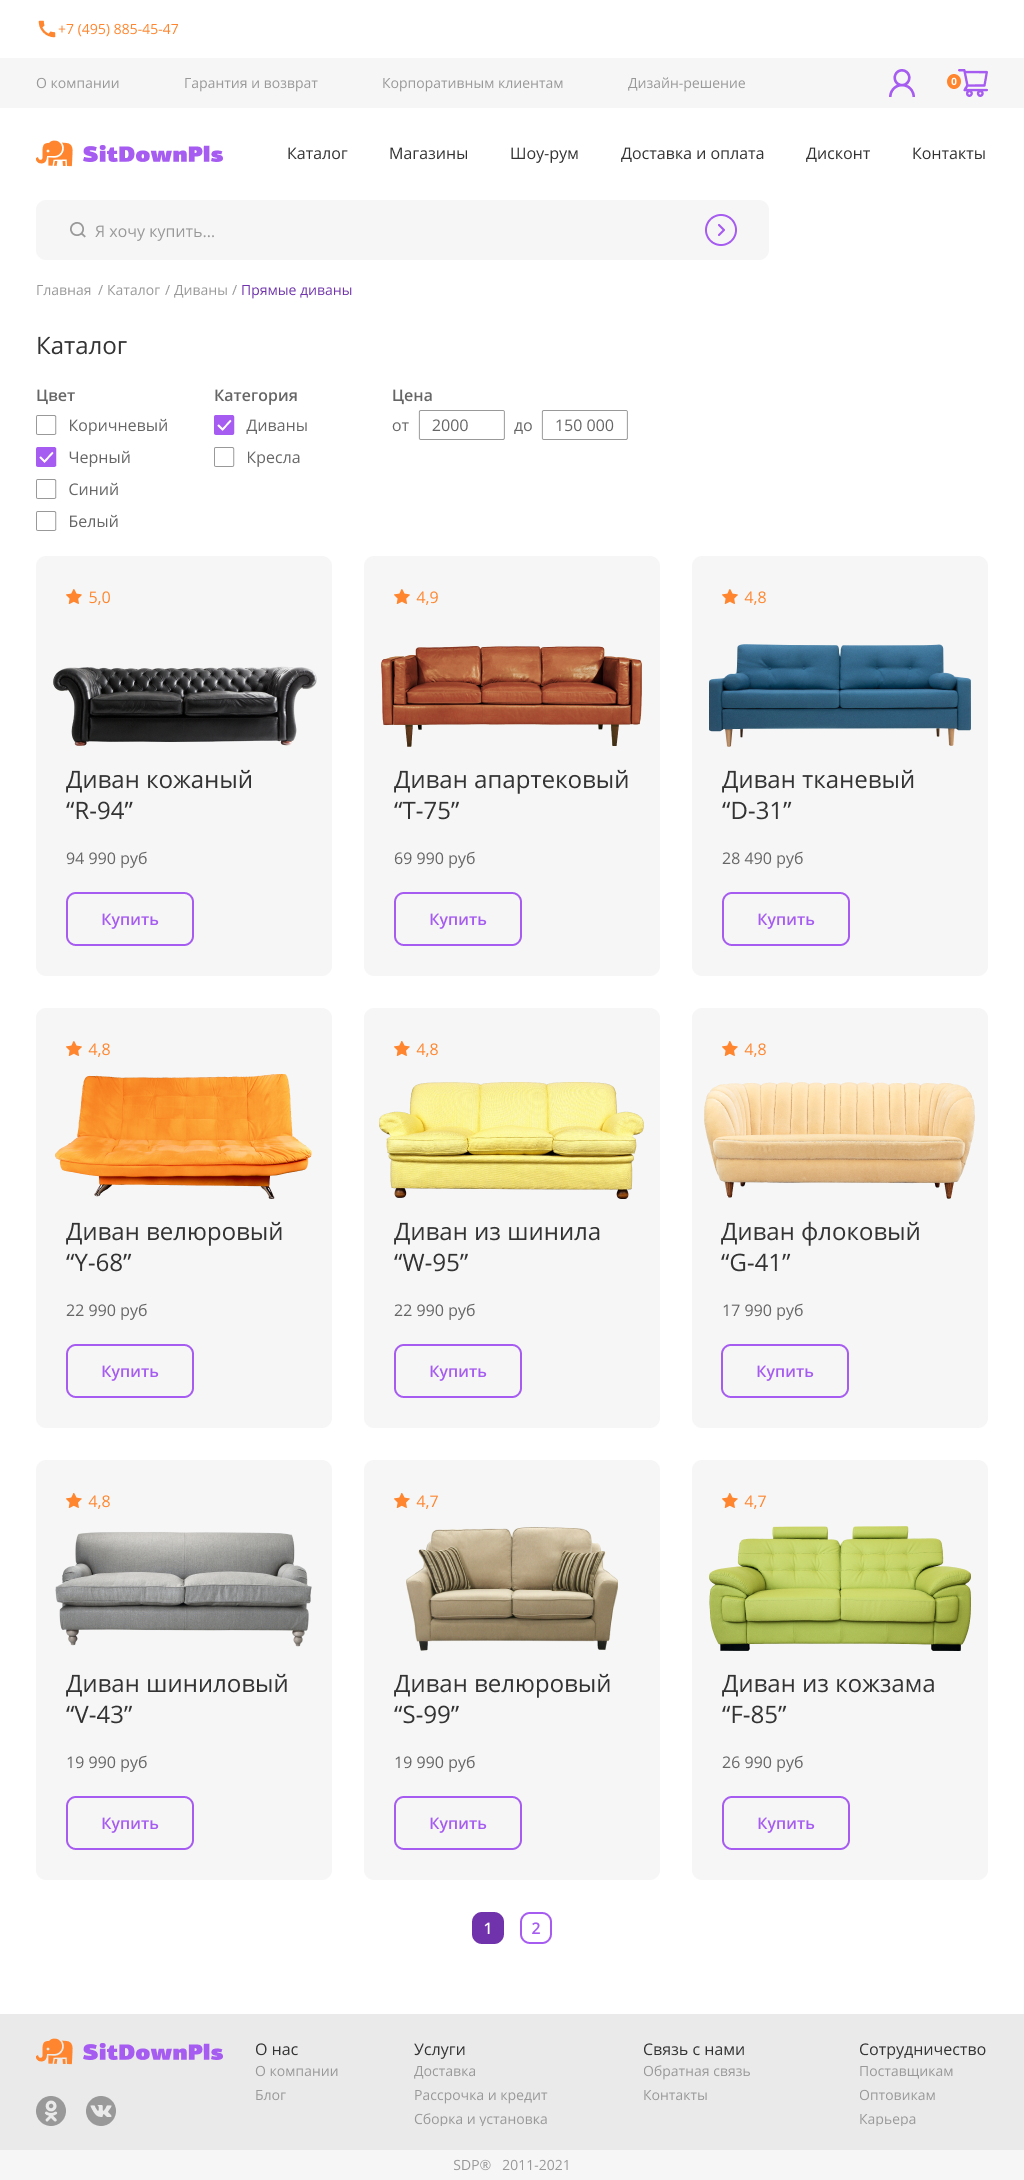 +7 (495) 885-45-47
О компании Гарантия и возврат Корпоративным клиентам Дизайн-решение 0
SitDownPls Каталог Магазины Шоу-рум Доставка и оплата Дисконт Контакты
Я хочу купить...
Главная / Каталог / Диваны / Прямые диваны
Каталог
Цвет Категория Цена
Коричневый Диваны от 2000 до 150 000
Черный Кресла
Синий
Белый
5,0 4,9 4,8
Диван кожаный Диван апартековый Диван тканевый
“R-94” “T-75” “D-31”
94 990 руб 69 990 руб 28 490 руб
Купить Купить Купить
4,8 4,8 4,8
Диван велюровый Диван из шинила Диван флоковый
“Y-68” “W-95” “G-41”
22 990 руб 22 990 руб 17 990 руб
Купить Купить Купить
4,8 4,7 4,7
Диван шиниловый Диван велюровый Диван из кожзама
“V-43” “S-99” “F-85”
19 990 руб 19 990 руб 26 990 руб
Купить Купить Купить
1 2
SitDownPls О нас Услуги Связь с нами Сотрудничество
О компании Доставка Обратная связь Поставщикам
Блог Рассрочка и кредит Контакты Оптовикам
Сборка и установка Карьера
SDP® 2011-2021